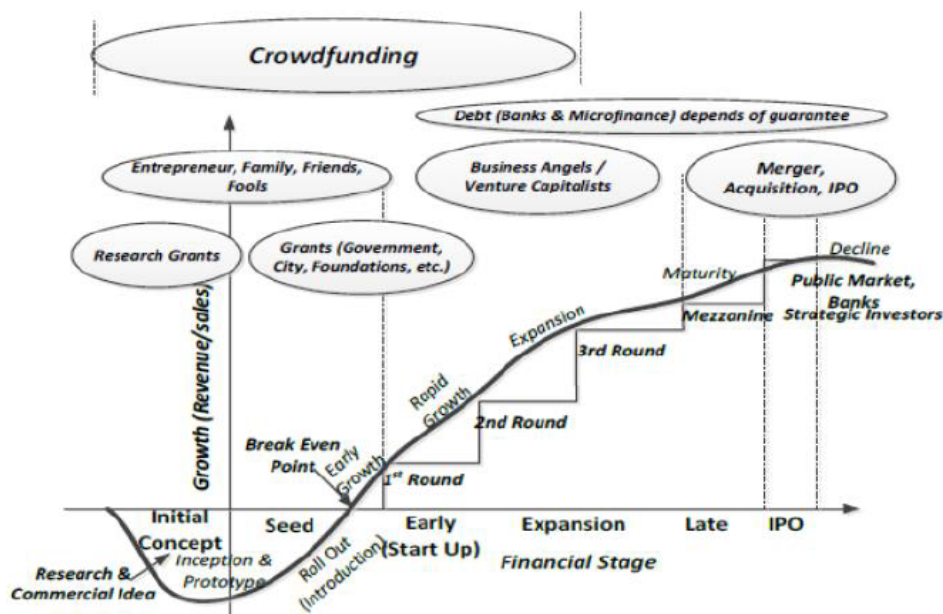 Crowdfunding
Debt (Banks & Microfinance) depends of guarantee
Entrepreneur, Family, Friends,
Fools
Business Angels /
Venture Capitalists
Merger,
Acquisition, IPO
Research Grants
Grants (Government,
City, Foundations, etc.)
Growth (Revenue/sales)
Decline
Maturity
Public Market,
Banks
Strategic Investors
Mezzanine
Expansion
3rd Round
Rapid
Growth
2nd Round
Break Even
Point
Early
Growth
1st Round
Initial
Concept
Seed
Early
(Start Up)
Expansion
Late
IPO
Financial Stage
Inception &
Prototype
Roll Out
(Introduction)
Research &
Commercial Idea